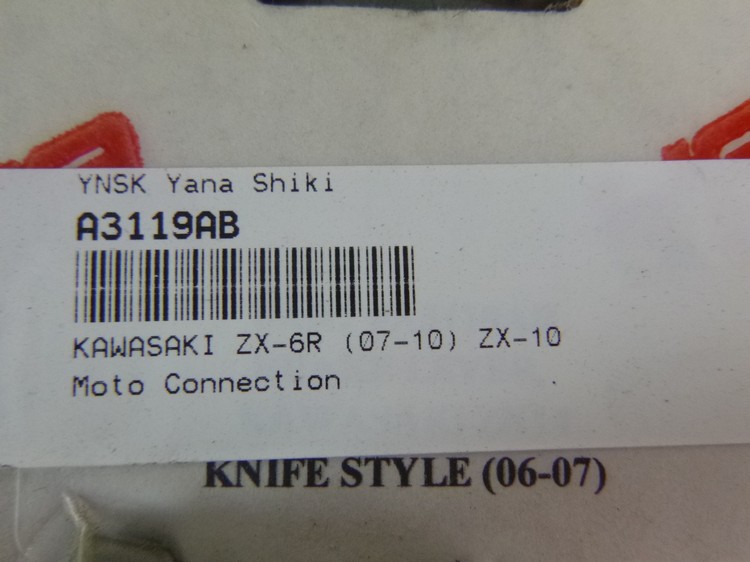 YNSK Yana Shiki
A3119AB
KAWASAKI ZX-6R (07-10) ZX-10
Moto Connection
KNIFE STYLE (06-07)